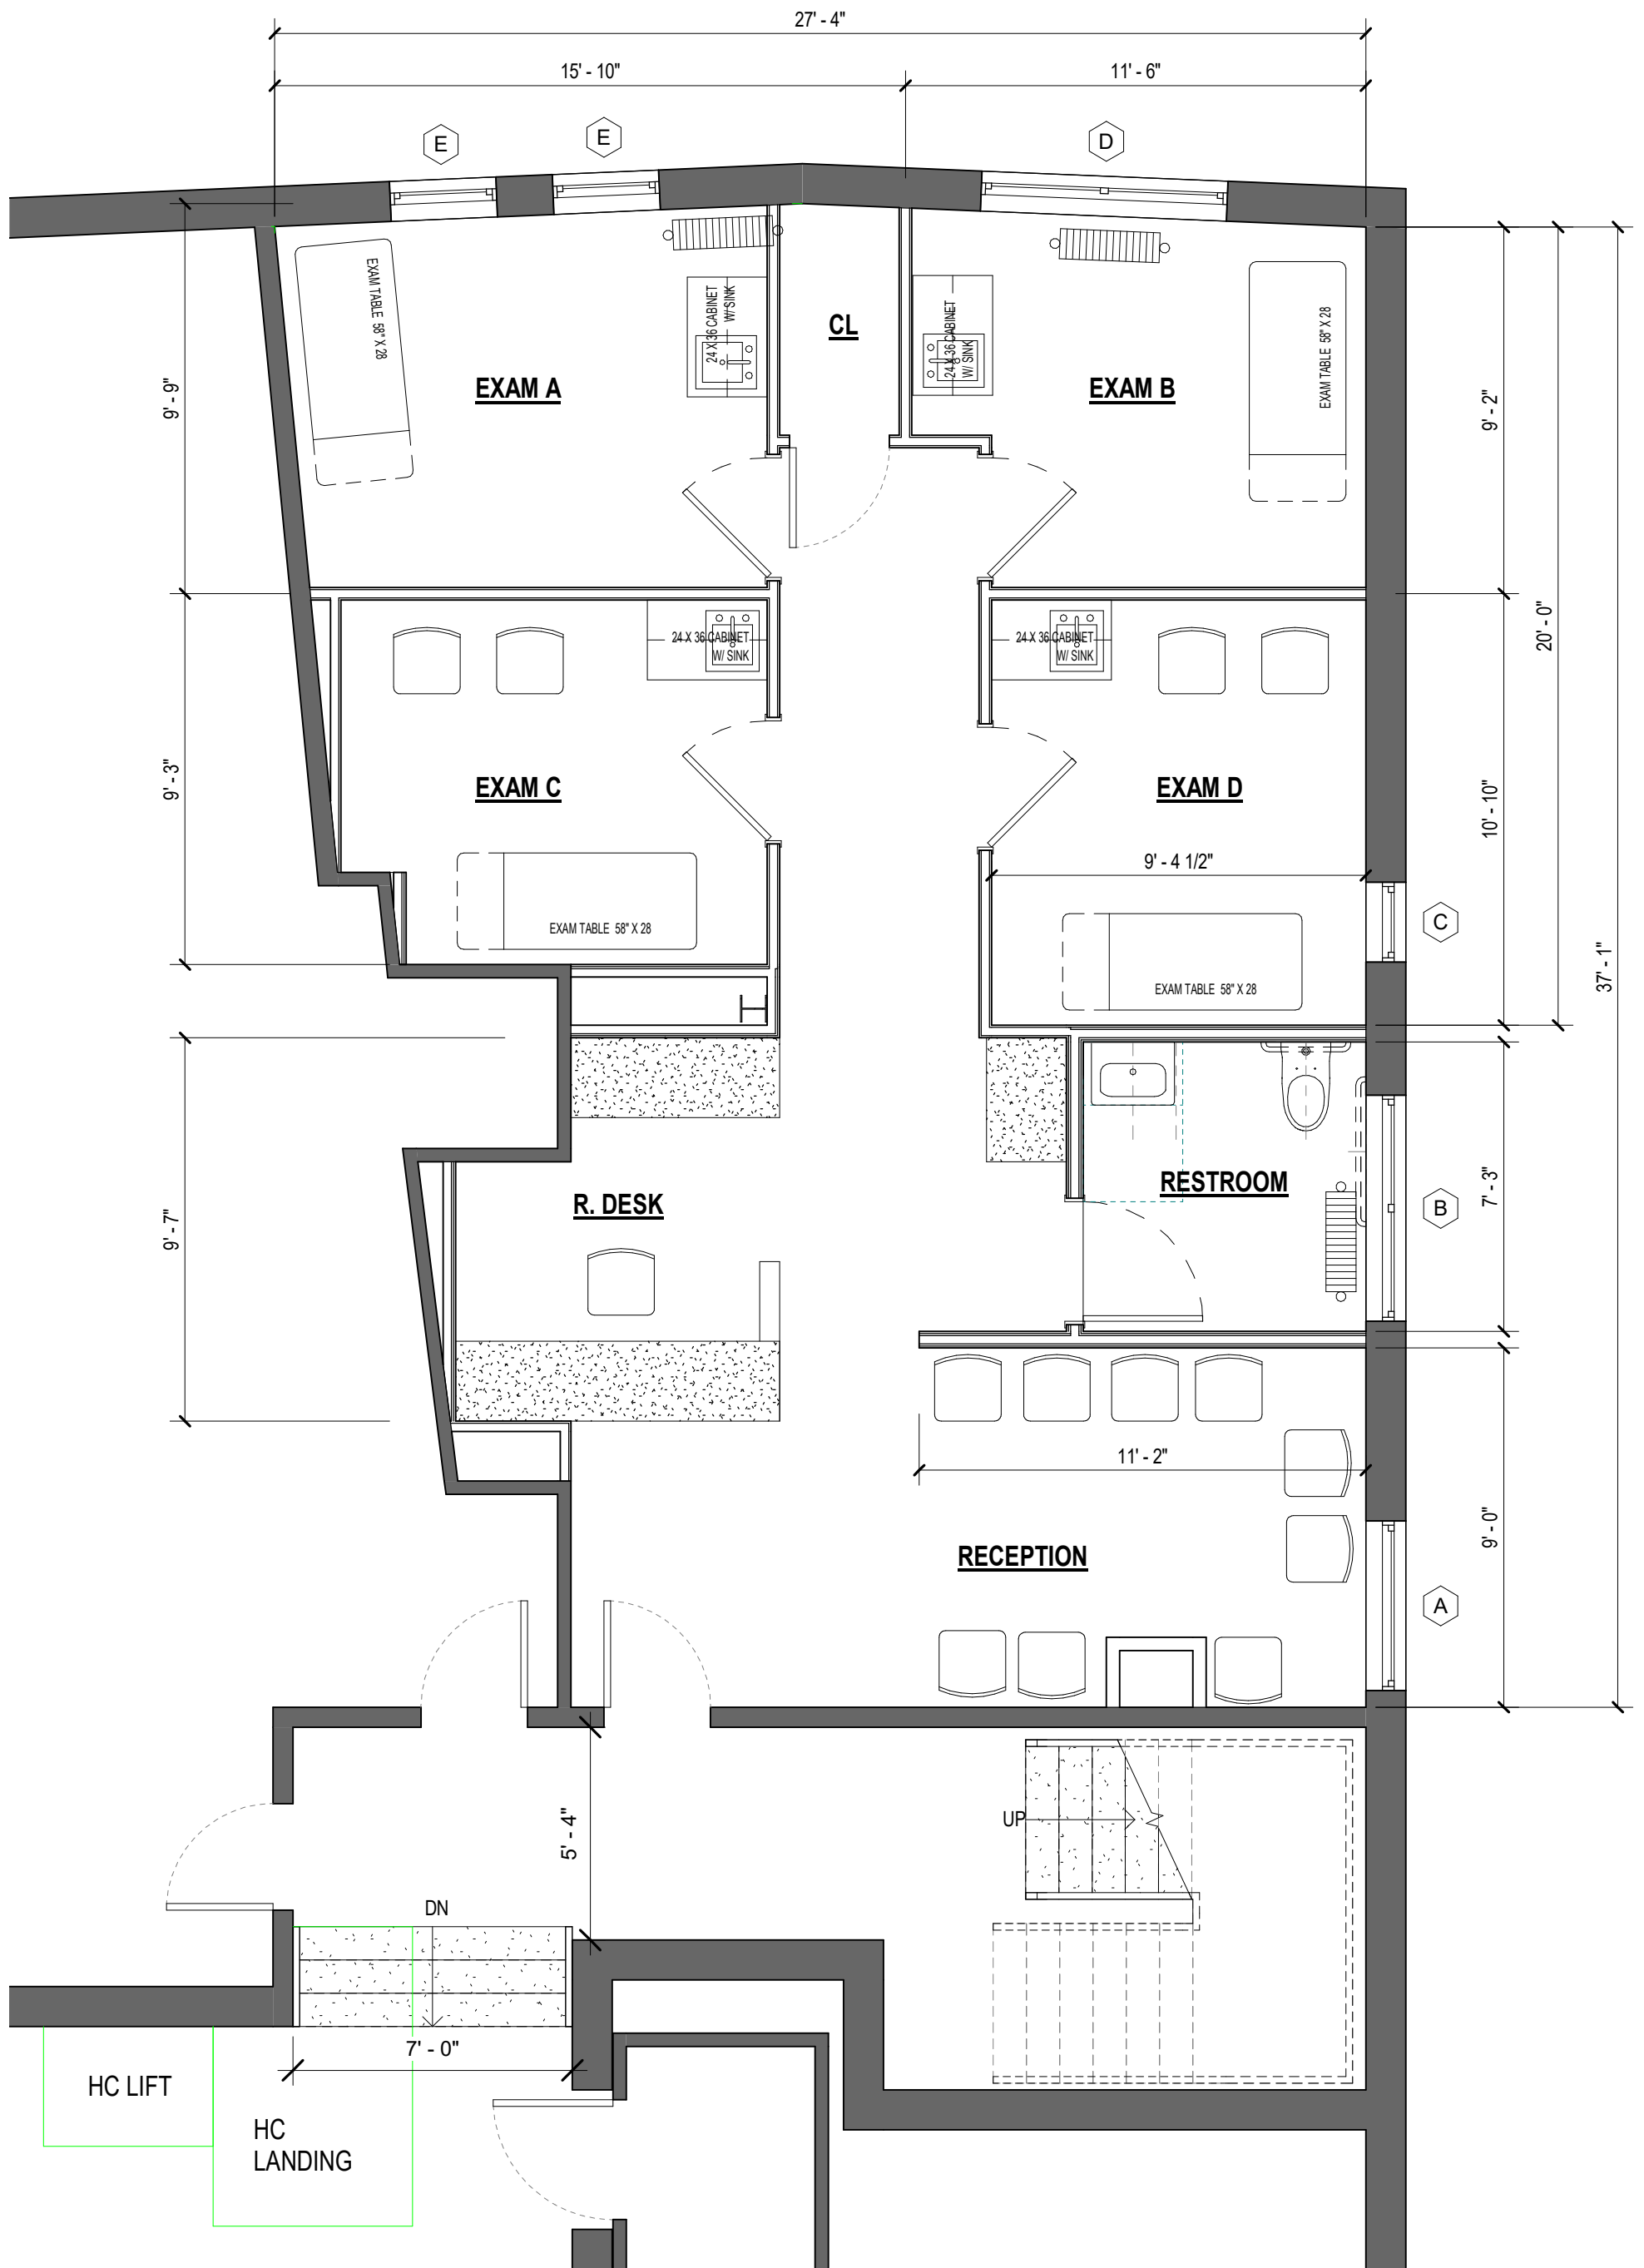 27' - 4"
15' - 10"
11' - 6"
E
E
D
EXAM TABLE 58" X 28
24 X 36 CABINET
W/ SINK
CL
24 X 36 CABINET
W/ SINK
EXAM TABLE 58" X 28
EXAM A
EXAM B
9' - 9"
9' - 2"
20' - 0"
24 X 36 CABINET
W/ SINK
24 X 36 CABINET
W/ SINK
9' - 3"
EXAM C
EXAM D
10' - 10"
9' - 4 1/2"
C
EXAM TABLE 58" X 28
EXAM TABLE 58" X 28
37' - 1"
RESTROOM
7' - 3"
R. DESK
B
9' - 7"
11' - 2"
RECEPTION
9' - 0"
A
UP
5' - 4"
DN
7' - 0"
HC LIFT
HC
LANDING